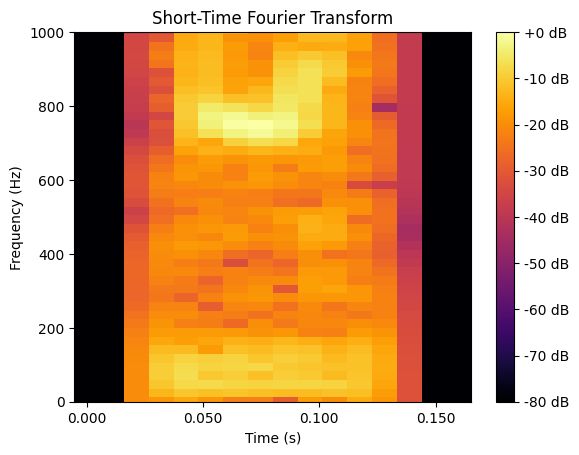 Short-Time Fourier Transform
Frequency (Hz)
1000
800
600
400
200
0
0.000
0.050
0.100
0.150
Time (s)
+0 dB
-10 dB
-20 dB
-30 dB
-40 dB
-50 dB
-60 dB
-70 dB
-80 dB